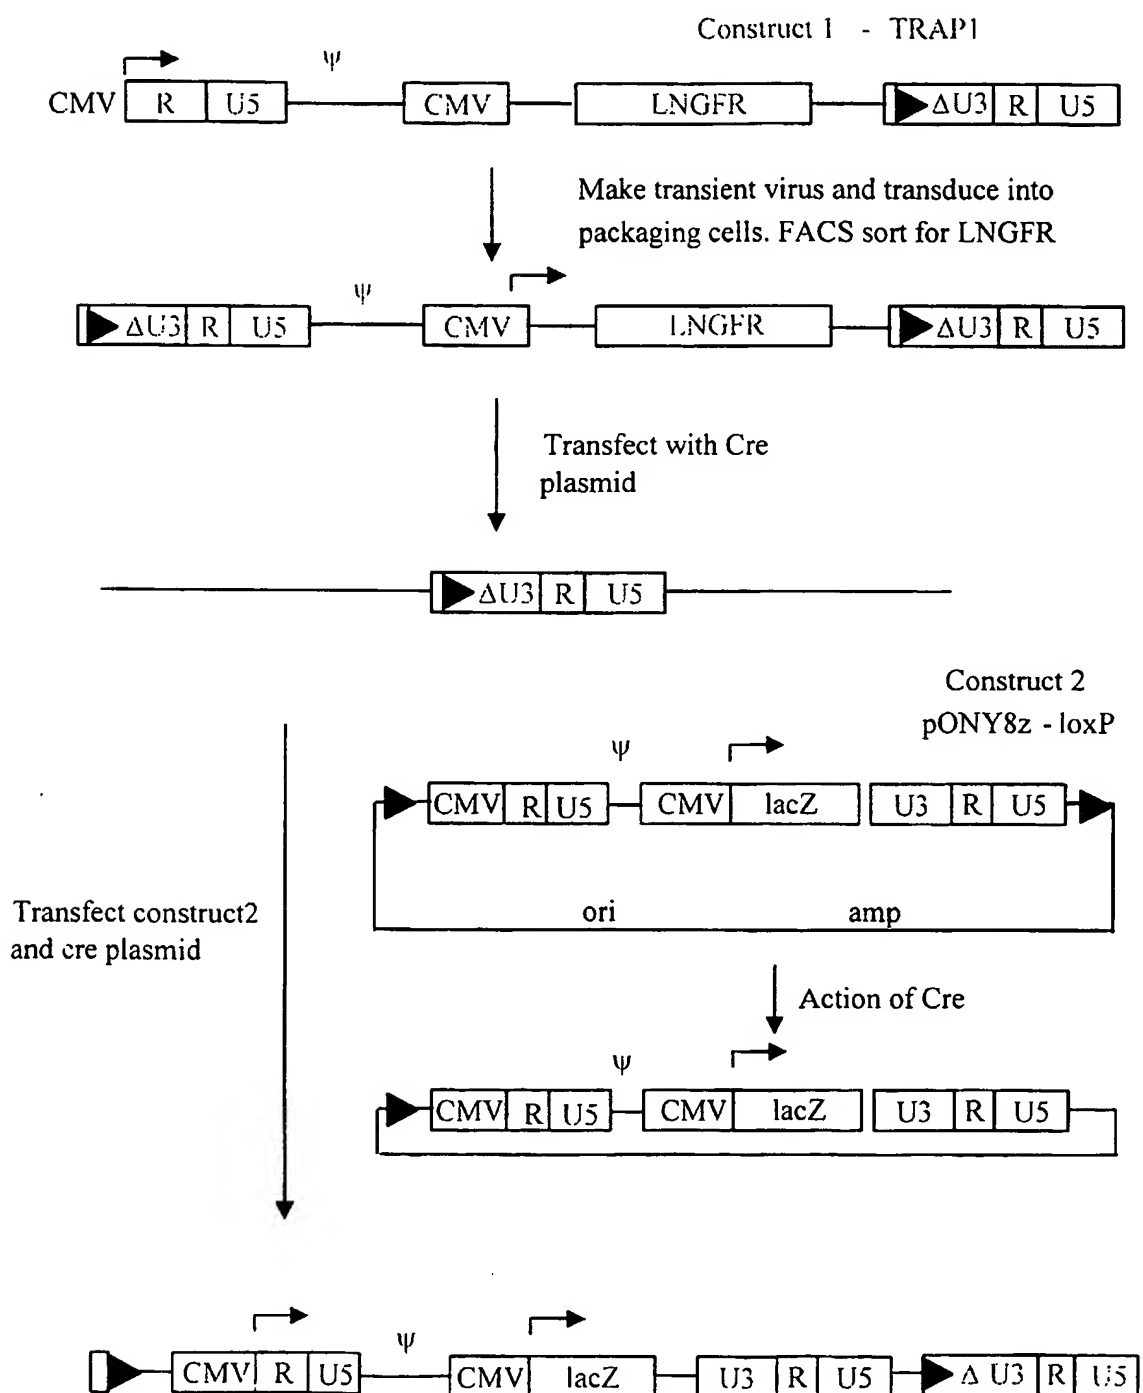 Construct 1 - TRAP1
ψ
CMV R U5 CMV LNGFR ΔU3 R U5
Make transient virus and transduce into
packaging cells. FACS sort for LNGFR
ψ
ΔU3 R U5 CMV LNGFR ΔU3 R U5
Transfect with Cre
plasmid
ΔU3 R U5
Construct 2
pONY8z - loxP
ψ
CMV R U5 CMV lacZ U3 R U5
ori amp
Transfect construct2
and cre plasmid
Action of Cre
ψ
CMV R U5 CMV lacZ U3 R U5
ψ
CMV R U5 CMV lacZ U3 R U5 Δ U3 R U5